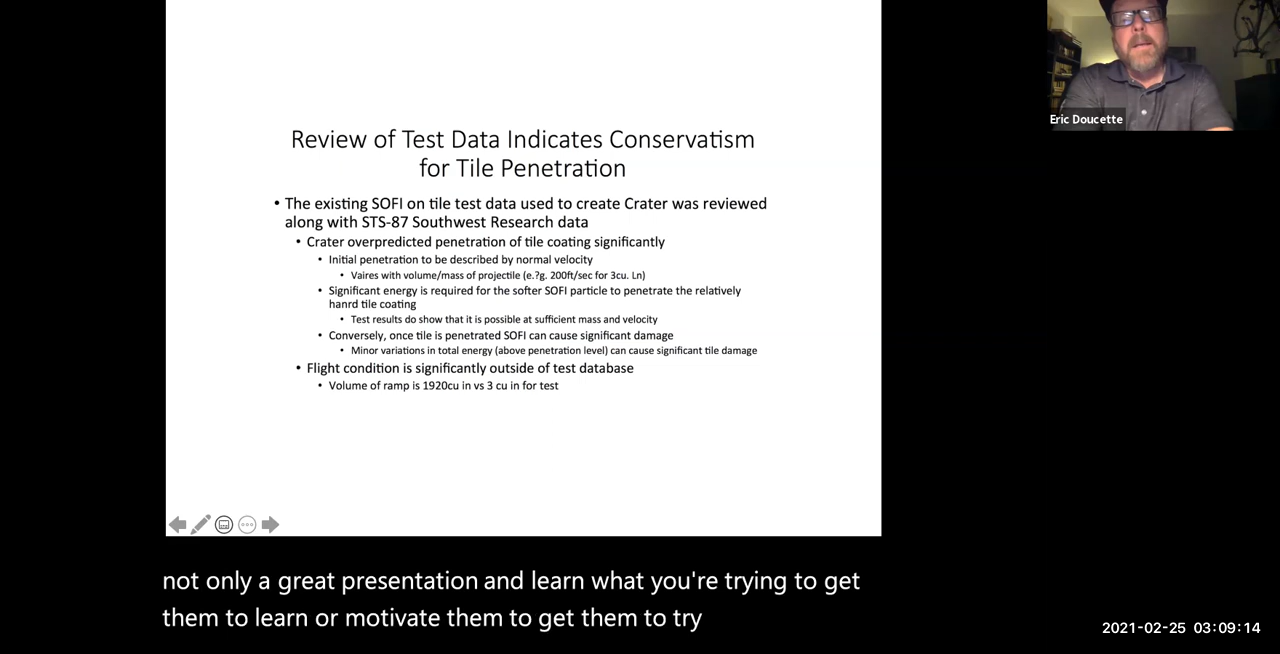 Review of Test Data Indicates Conservatism
for Tile Penetration
• The existing SOFI on tile test data used to create Crater was reviewed
along with STS-87 Southwest Research data
• Crater overpredicted penetration of tile coating significantly
• Initial penetration to be described by normal velocity
• Vaires with volume/mass of projectile (e.?g. 200ft/sec for 3cu. Ln)
• Significant energy is required for the softer SOFI particle to penetrate the relatively
hanrd tile coating
• Test results do show that it is possible at sufficient mass and velocity
• Conversely, once tile is penetrated SOFI can cause significant damage
• Minor variations in total energy (above penetration level) can cause significant tile damage
• Flight condition is significantly outside of test database
• Volume of ramp is 1920cu in vs 3 cu in for test
Eric Doucette
not only a great presentation and learn what you're trying to get
them to learn or motivate them to get them to try
2021-02-25 03:09:14